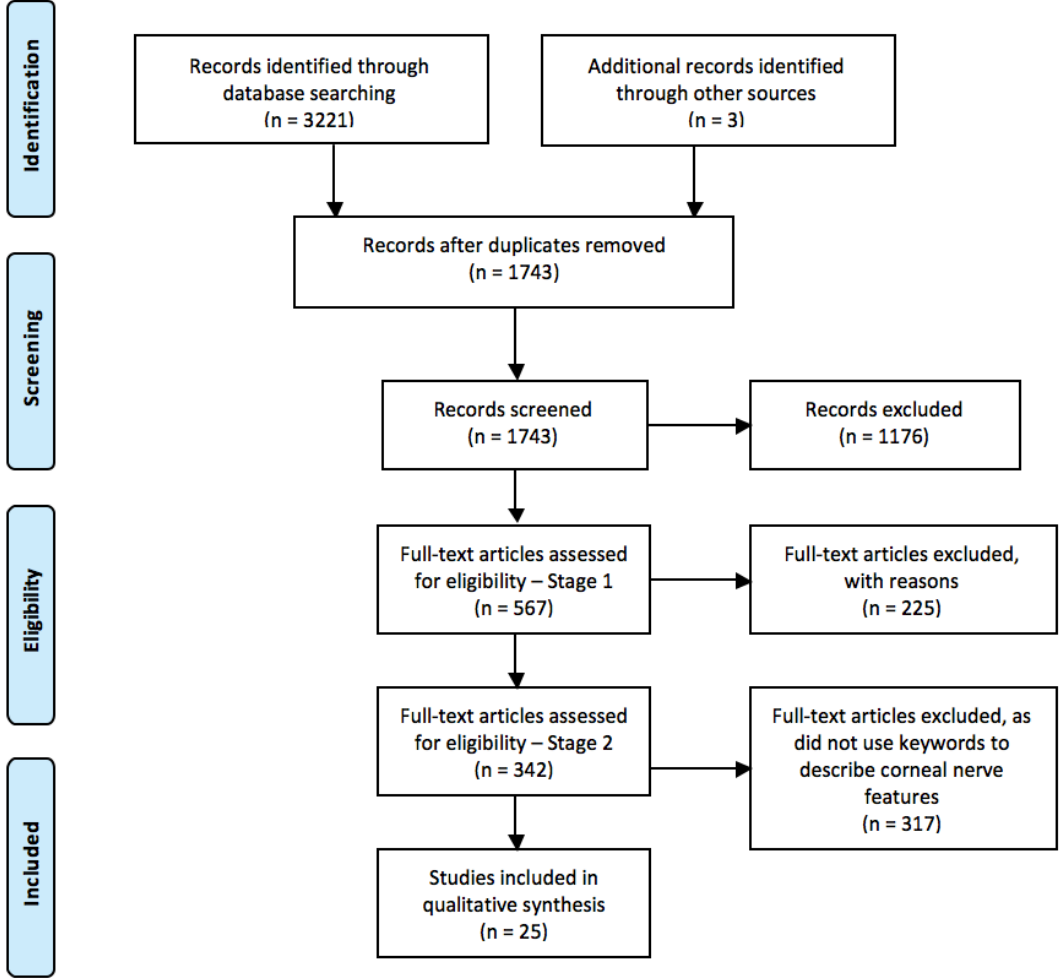 Identification
Records identified through
database searching
(n = 3221)
Additional records identified
through other sources
(n = 3)
Records after duplicates removed
(n = 1743)
Screening
Records screened
(n = 1743)
Records excluded
(n = 1176)
Eligibility
Full-text articles assessed
for eligibility – Stage 1
(n = 567)
Full-text articles excluded,
with reasons
(n = 225)
Full-text articles assessed
for eligibility – Stage 2
(n = 342)
Full-text articles excluded, as
did not use keywords to
describe corneal nerve
features
(n = 317)
Included
Studies included in
qualitative synthesis
(n = 25)